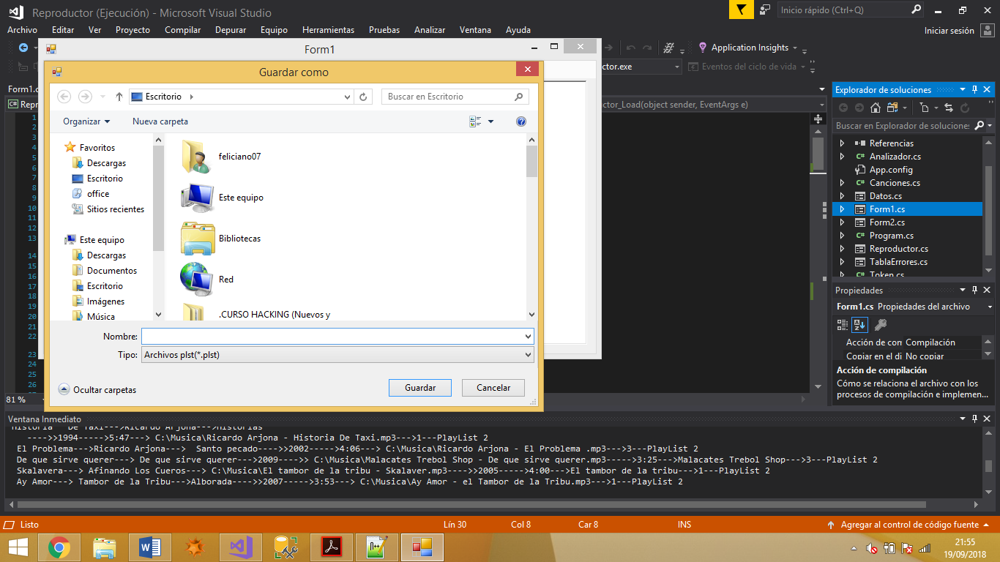 Reproductor (Ejecución) - Microsoft Visual Studio
Inicio rápido (Ctrl+Q)
Archivo Editar Ver Proyecto Compilar Depurar Equipo Herramientas Pruebas Analizar Ventana Ayuda
Iniciar sesión
Form1
Application Insights
ctor.exe
Eventos del ciclo de vida
Form1.c
Repr
ctor_Load(object sender, EventArgs e)
Guardar como
Escritorio
Buscar en Escritorio
Organizar
Nueva carpeta
Favoritos
Descargas
Escritorio
office
Sitios recientes
Este equipo
Descargas
Documentos
Escritorio
Imágenes
Música
feliciano07
Este equipo
Bibliotecas
Red
.CURSO HACKING (Nuevos y
Nombre:
Tipo:
Archivos plst(*.plst)
Ocultar carpetas
Guardar
Cancelar
1
2
3
4
5
6
7
8
9
10
11
12
13
14
15
16
17
18
19
20
21
22
23
24
25
26
81 %
Explorador de soluciones
Buscar en Explorador de soluciones
Referencias
C# Analizador.cs
App.config
C# Canciones.cs
Datos.cs
Form1.cs
Form2.cs
C# Program.cs
Reproductor.cs
TablaErrores.cs
C# Token.cs
Propiedades
Form1.cs Propiedades del archivo
Acción de com Compilación
Copiar en el di No copiar
Acción de compilación
Cómo se relaciona el archivo con los
procesos de compilación e implemen...
Ventana Inmediato
Historia De Taxi--->Ricardo Arjona--->Historias
---->>1994----->5:47---> C:\Musica\Ricardo Arjona - Historia De Taxi.mp3--->1---PlayList 2
El Problema--->Ricardo Arjona---> Santo pecado---->>2002----->4:06---> C:\Musica\Ricardo Arjona - El Problema .mp3--->3---PlayList 2
De que sirve querer---> De que sirve querer--->2009---->> C:\Musica\Malacates Trebol Shop - De que sirve querer.mp3----->3:25--->Malacates Trebol Shop--->3---PlayList 2
Skalavera---> Afinando Los Cueros---> C:\Musica\El tambor de la tribu - Skalaver.mp3---->>2005----->4:00--->El tambor de la tribu--->1---PlayList 2
Ay Amor---> Tambor de la Tribu--->Alborada---->>2007----->3:53---> C:\Musica\Ay Amor - el Tambor de la Tribu.mp3--->1---PlayList 2
Listo
Lín 30
Col 8
Car 8
INS
Agregar al control de código fuente
21:55
19/09/2018